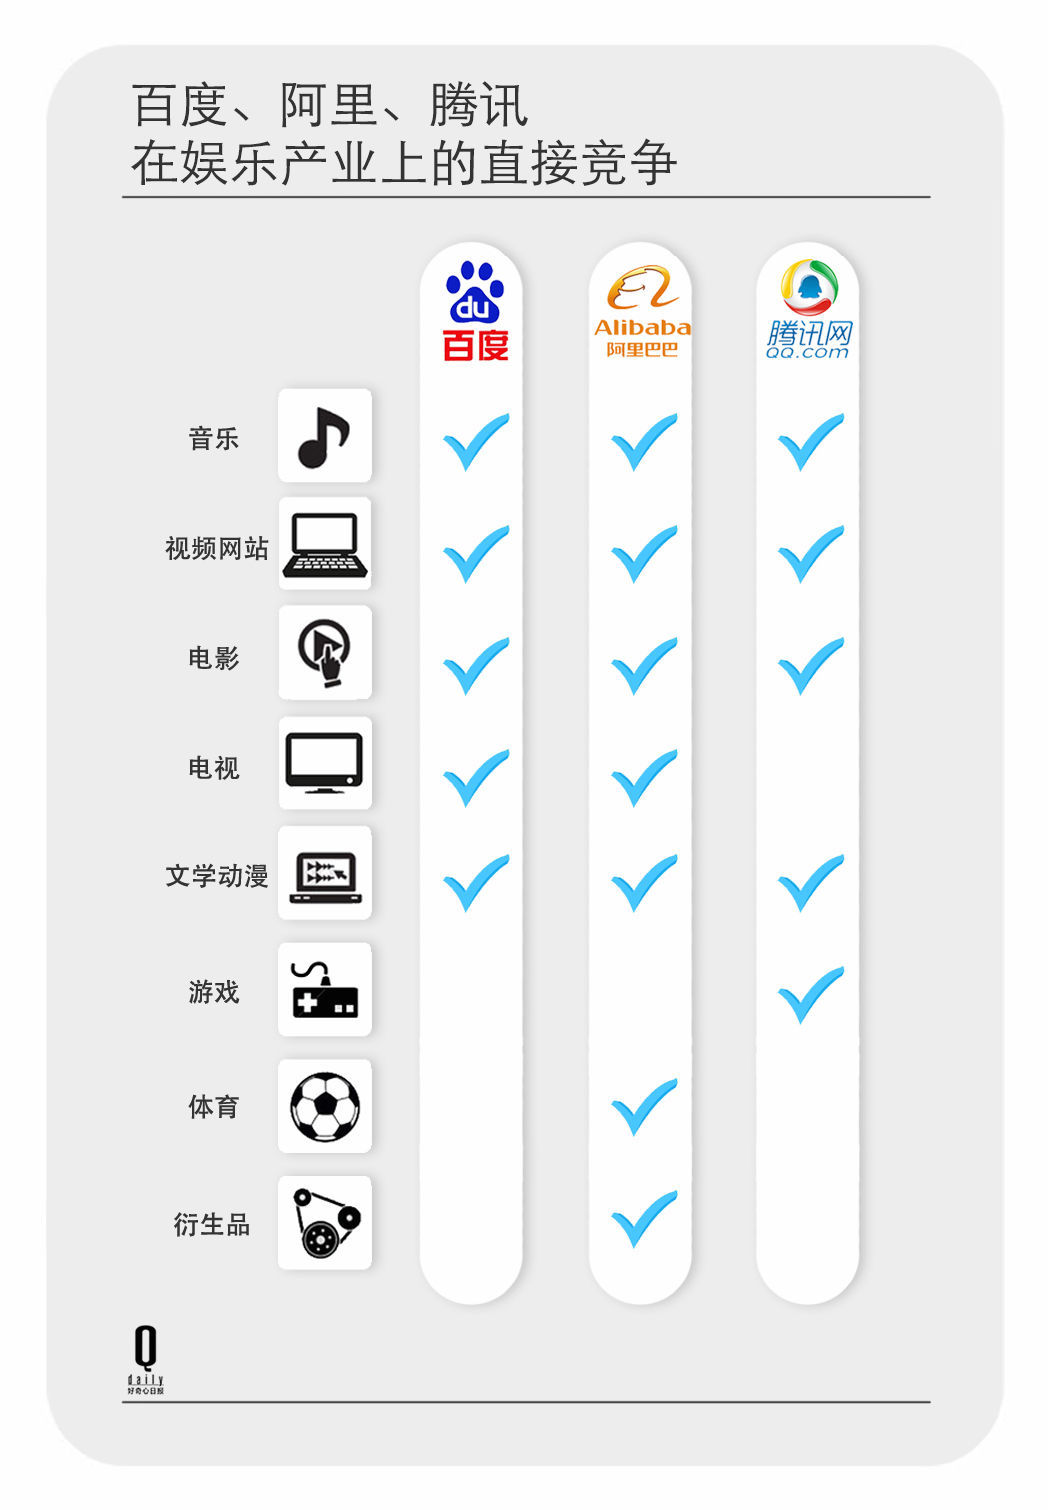 百度、阿里、腾讯
在娱乐产业上的直接竞争
du
百度
Alibaba
阿里巴巴
腾讯网
QQ.com
音乐
视频网站
电影
电视
文学动漫
游戏
体育
衍生品
Q
daily
好奇心日报